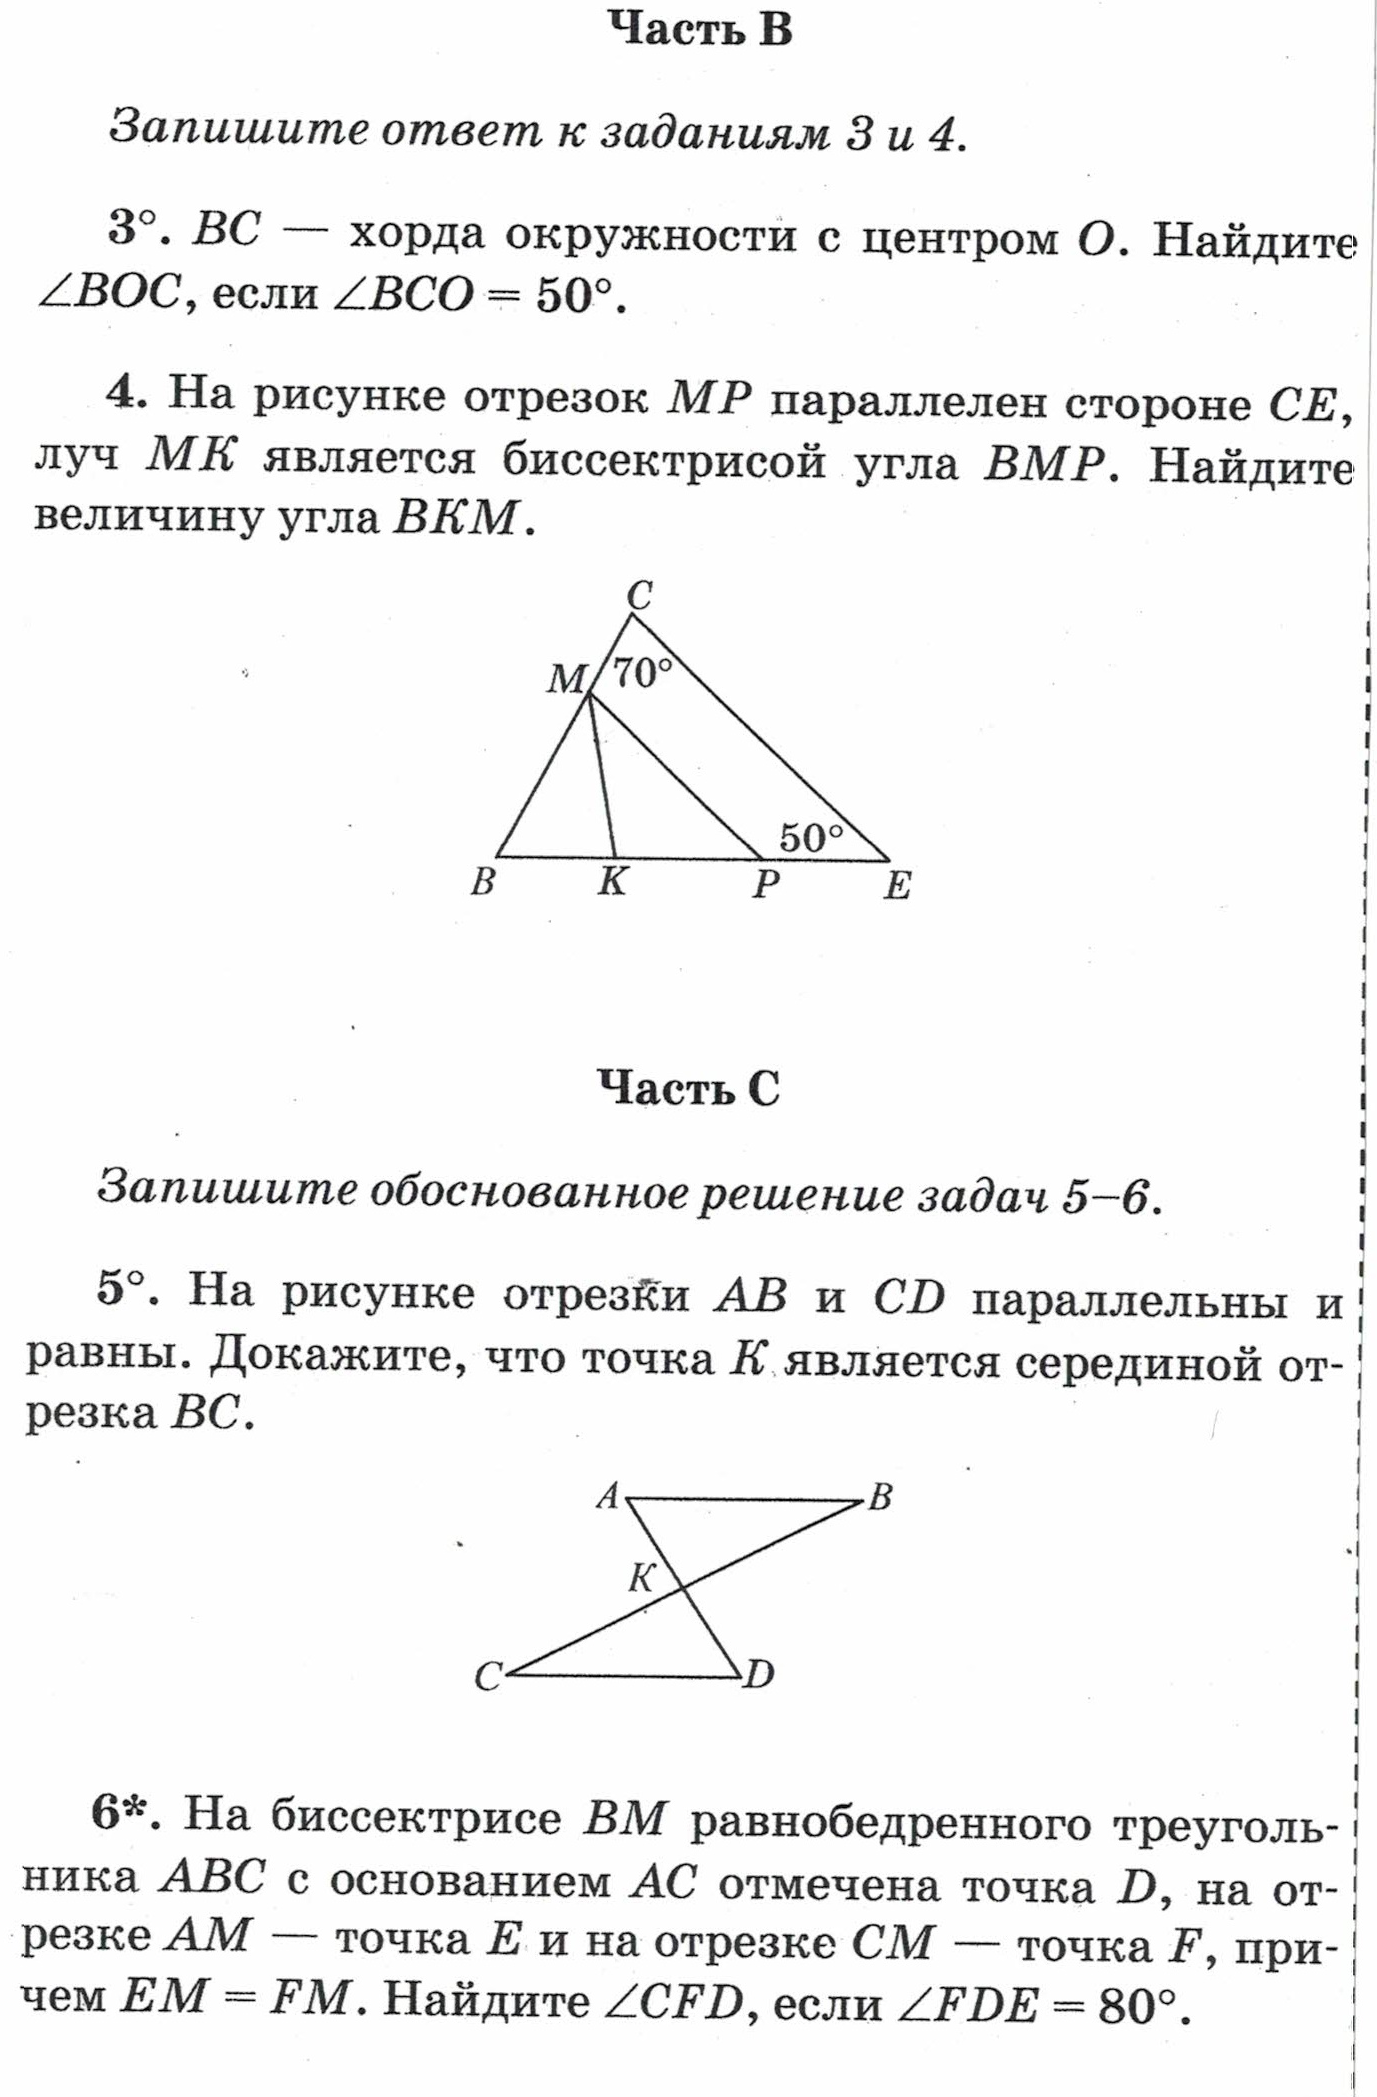 Часть В
Запишите ответ к заданиям 3 и 4.
3°. BC — хорда окружности с центром O. Найдите
∠BOC, если ∠BCO = 50°.
4. На рисунке отрезок MP параллелен стороне CE,
луч MK является биссектрисой угла BMP. Найдите
величину угла BKM.
C
M 70°
50°
B K P E
Часть С
Запишите обоснованное решение задач 5–6.
5°. На рисунке отрезки AB и CD параллельны и
равны. Докажите, что точка K является серединой от-
резка BC.
A B
K
C D
6*. На биссектрисе BM равнобедренного треуголь-
ника ABC с основанием AC отмечена точка D, на от-
резке AM — точка E и на отрезке CM — точка F, при-
чем EM = FM. Найдите ∠CFD, если ∠FDE = 80°.